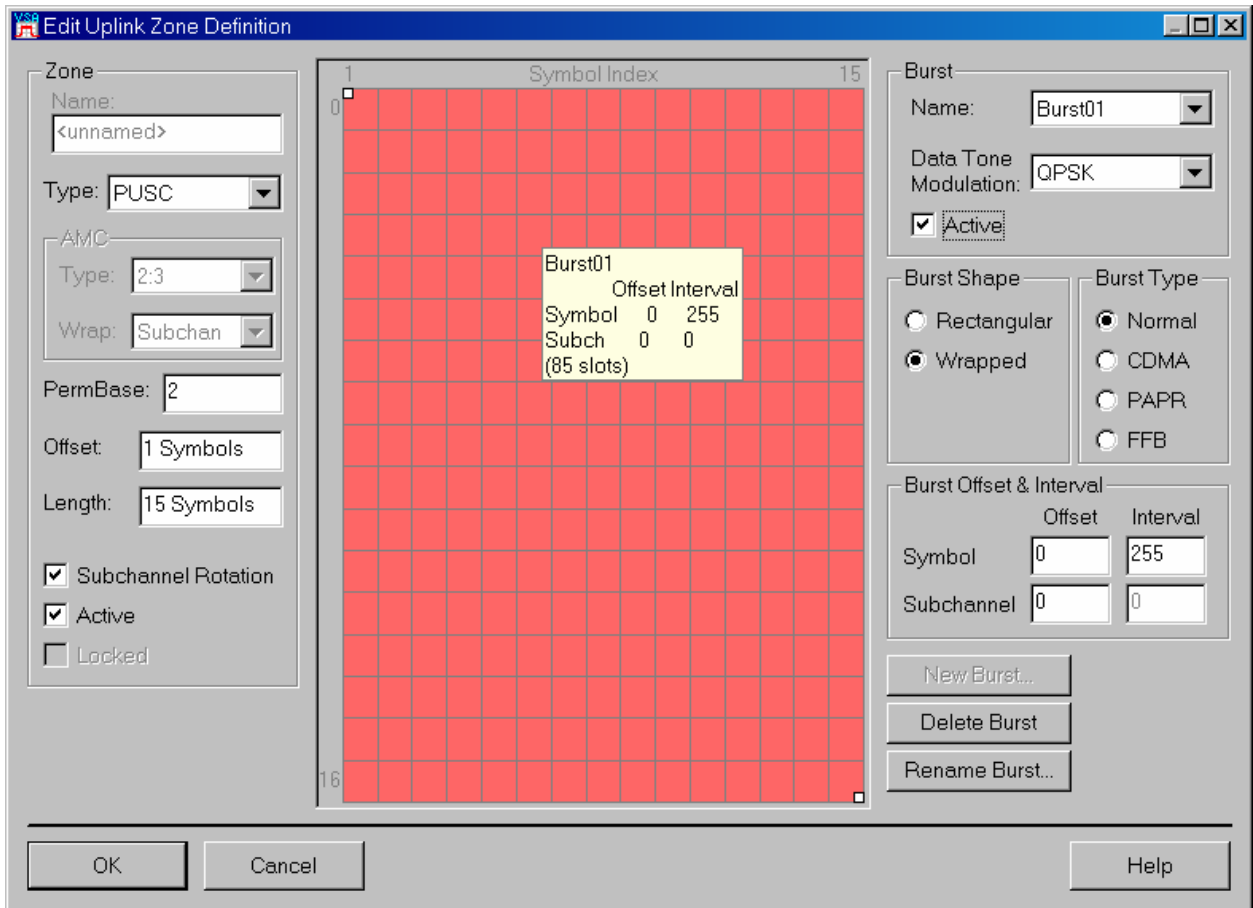 VSA
Edit Uplink Zone Definition
Zone
Name:
<unnamed>
Type: PUSC
AMC
Type: 2:3
Wrap: Subchan
PermBase: 2
Offset: 1 Symbols
Length: 15 Symbols
Subchannel Rotation
Active
Locked
1 Symbol Index 15
0
Burst01
Offset Interval
Symbol 0 255
Subch 0 0
(85 slots)
16
Burst
Name: Burst01
Data Tone
Modulation: QPSK
Active
Burst Shape
Rectangular
Wrapped
Burst Type
Normal
CDMA
PAPR
FFB
Burst Offset & Interval
Offset Interval
Symbol 0 255
Subchannel 0 0
New Burst...
Delete Burst
Rename Burst...
OK Cancel Help